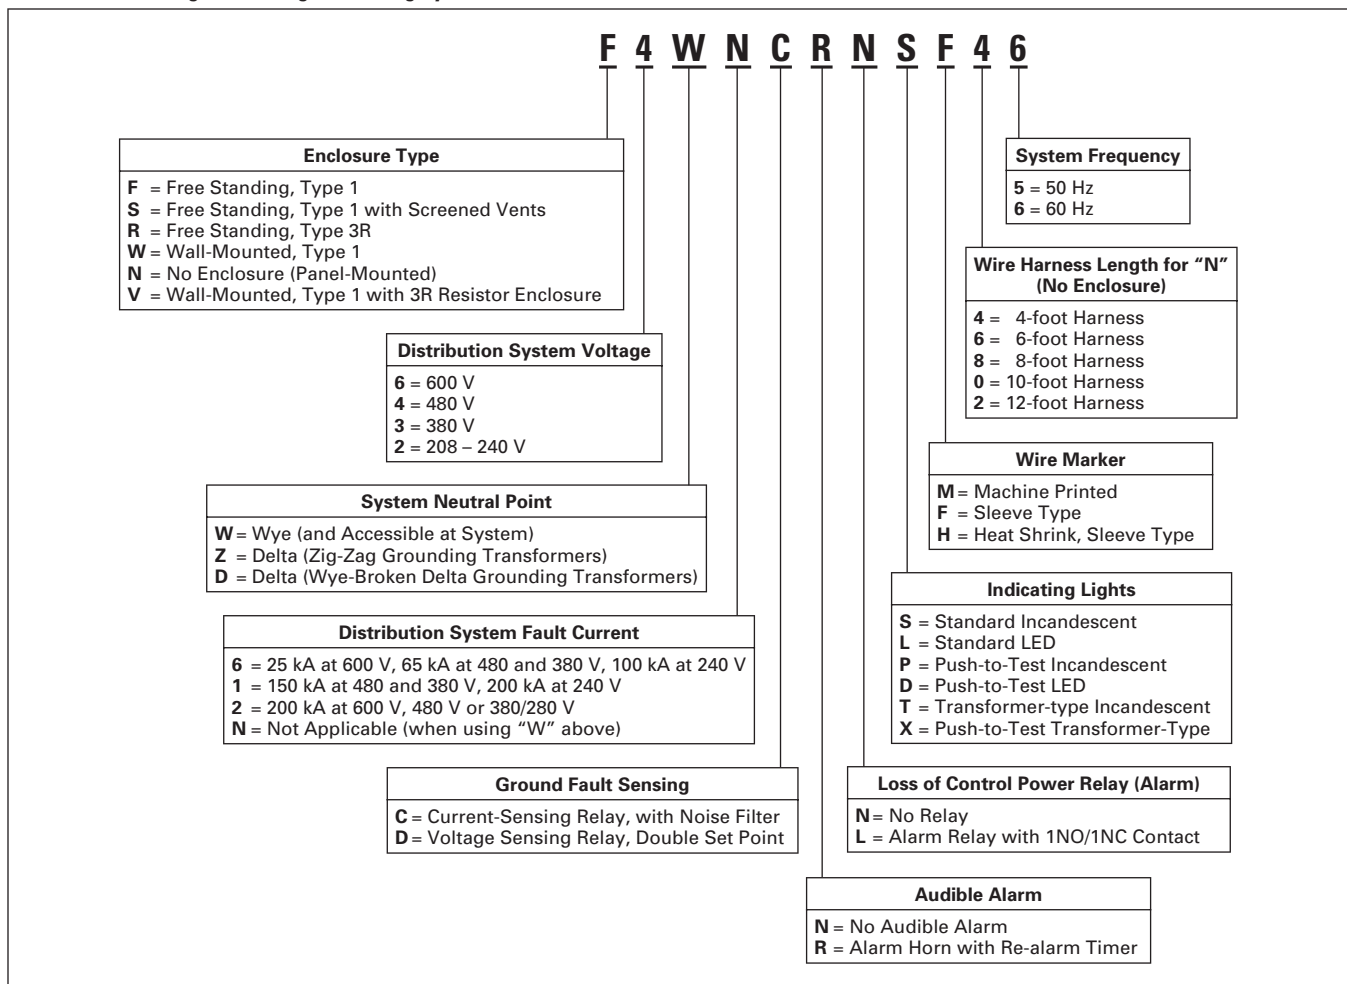 F 4 W N C R N S F 4 6
Enclosure Type
F = Free Standing, Type 1
S = Free Standing, Type 1 with Screened Vents
R = Free Standing, Type 3R
W = Wall-Mounted, Type 1
N = No Enclosure (Panel-Mounted)
V = Wall-Mounted, Type 1 with 3R Resistor Enclosure
System Frequency
5 = 50 Hz
6 = 60 Hz
Distribution System Voltage
6 = 600 V
4 = 480 V
3 = 380 V
2 = 208 – 240 V
Wire Harness Length for “N”
(No Enclosure)
4 = 4-foot Harness
6 = 6-foot Harness
8 = 8-foot Harness
0 = 10-foot Harness
2 = 12-foot Harness
System Neutral Point
W = Wye (and Accessible at System)
Z = Delta (Zig-Zag Grounding Transformers)
D = Delta (Wye-Broken Delta Grounding Transformers)
Wire Marker
M = Machine Printed
F = Sleeve Type
H = Heat Shrink, Sleeve Type
Distribution System Fault Current
6 = 25 kA at 600 V, 65 kA at 480 and 380 V, 100 kA at 240 V
1 = 150 kA at 480 and 380 V, 200 kA at 240 V
2 = 200 kA at 600 V, 480 V or 380/280 V
N = Not Applicable (when using “W” above)
Indicating Lights
S = Standard Incandescent
L = Standard LED
P = Push-to-Test Incandescent
D = Push-to-Test LED
T = Transformer-type Incandescent
X = Push-to-Test Transformer-Type
Ground Fault Sensing
C = Current-Sensing Relay, with Noise Filter
D = Voltage Sensing Relay, Double Set Point
Loss of Control Power Relay (Alarm)
N = No Relay
L = Alarm Relay with 1NO/1NC Contact
Audible Alarm
N = No Audible Alarm
R = Alarm Horn with Re-alarm Timer